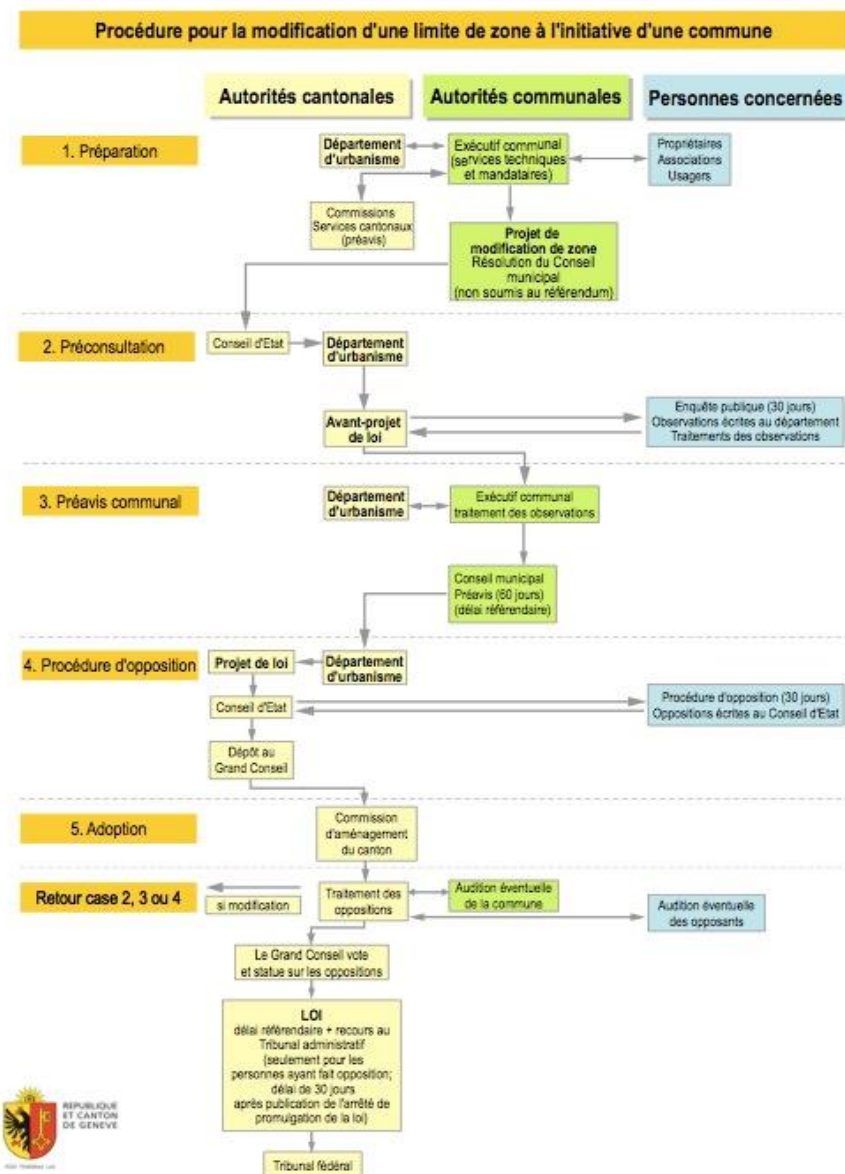 Procédure pour la modification d'une limite de zone à l'initiative d'une commune
Autorités cantonales
Autorités communales
Personnes concernées
1. Préparation
Département
d'urbanisme
Exécutif communal
(services techniques
et mandataires)
Propriétaires
Associations
Usagers
Commissions
Services cantonaux
(préavis)
Projet de
modification de zone
Résolution du Conseil
municipal
(non soumis au référendum)
2. Préconsultation
Conseil d'Etat
Département
d'urbanisme
Avant-projet
de loi
Enquête publique (30 jours)
Observations écrites au département
Traitements des observations
3. Préavis communal
Département
d'urbanisme
Exécutif communal
traitement des observations
Conseil municipal
Préavis (60 jours)
(délai référendaire)
4. Procédure d'opposition
Projet de loi
Département
d'urbanisme
Conseil d'Etat
Procédure d'opposition (30 jours)
Oppositions écrites au Conseil d'Etat
Dépôt au
Grand Conseil
5. Adoption
Commission
d'aménagement
du canton
Retour case 2, 3 ou 4
si modification
Traitement des
oppositions
Audition éventuelle
de la commune
Audition éventuelle
des opposants
Le Grand Conseil vote
et statue sur les oppositions
LOI
délai référendaire + recours au
Tribunal administratif
(seulement pour les
personnes ayant fait opposition;
délai de 30 jours
après publication de l'arrêté de
promulgation de la loi)
Tribunal fédéral
REPUBLIQUE
ET CANTON
DE GENEVE
POST TENEBRAS LUX